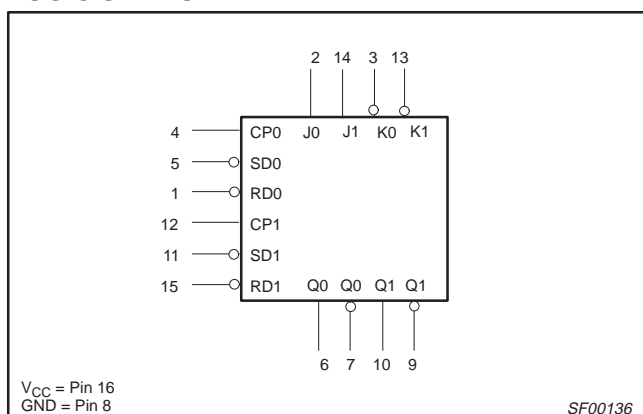 2 14 3 13
4 CP0 J0 J1 K0 K1
5 SD0
1 RD0
12 CP1
11 SD1
15 RD1 Q0 Q0 Q1 Q1
6 7 10 9
VCC = Pin 16
GND = Pin 8
SF00136